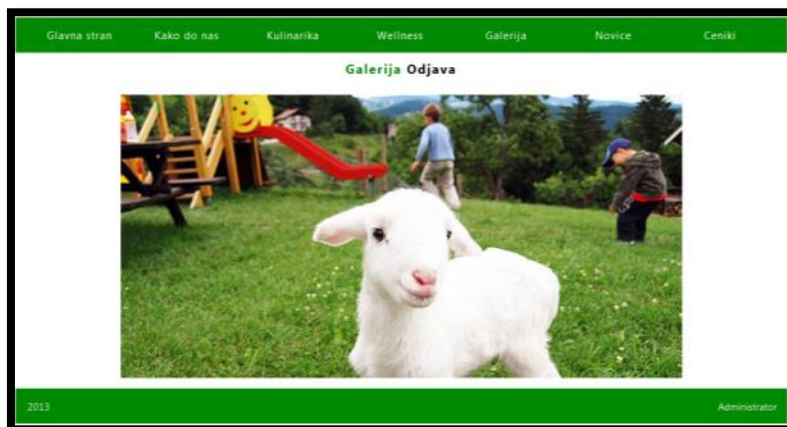 Glavna stran Kako do nas Kulinarika Wellness Galerija Novice Ceniki
Galerija Odjava
2013 Administrator